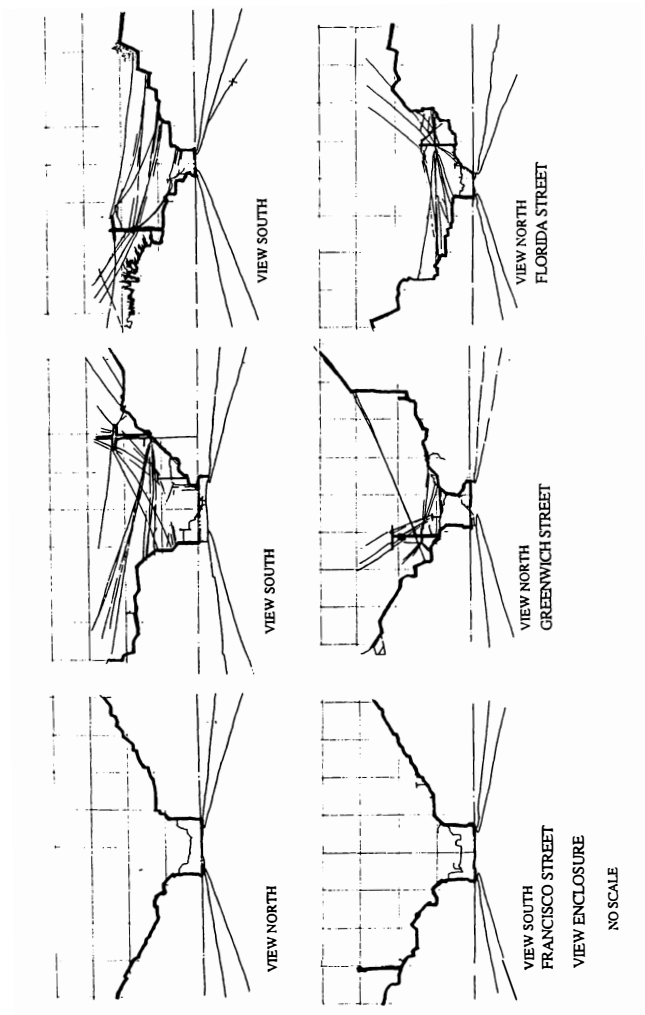 VIEW NORTH
VIEW SOUTH
VIEW SOUTH
VIEW SOUTH
FRANCISCO STREET
VIEW NORTH
GREENWICH STREET
VIEW NORTH
FLORIDA STREET
VIEW ENCLOSURE
NO SCALE